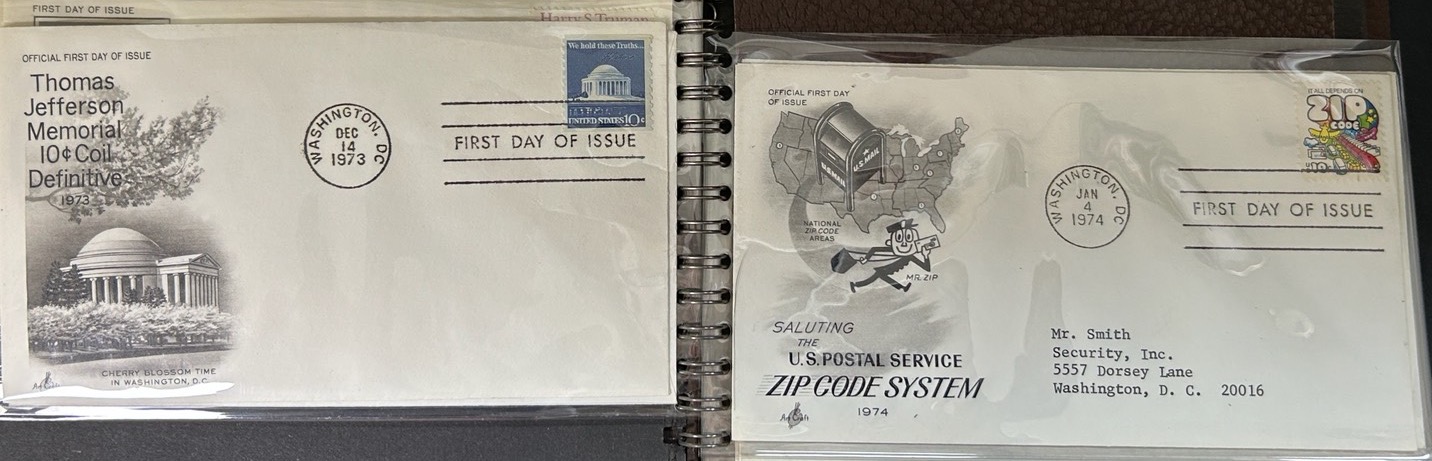 FIRST DAY OF ISSUE
Harry S. Truman
OFFICIAL FIRST DAY OF ISSUE
Thomas
Jefferson
Memorial
10¢ Coil
Definitive
1973
CHERRY BLOSSOM TIME
IN WASHINGTON, D.C.
ArtCraft
WASHINGTON, DC
DEC
14
1973
We hold these Truths...
UNITED STATES 10c
FIRST DAY OF ISSUE
OFFICIAL FIRST DAY
OF ISSUE
U.S. MAIL
U.S. MAIL
NATIONAL
ZIP CODE
AREAS
MR. ZIP
SALUTING
THE
U.S. POSTAL SERVICE
ZIP CODE SYSTEM
1974
ArtCraft
WASHINGTON, DC
JAN
4
1974
IT ALL DEPENDS ON
ZIP
CODE
FIRST DAY OF ISSUE
Mr. Smith
Security, Inc.
5557 Dorsey Lane
Washington, D. C. 20016